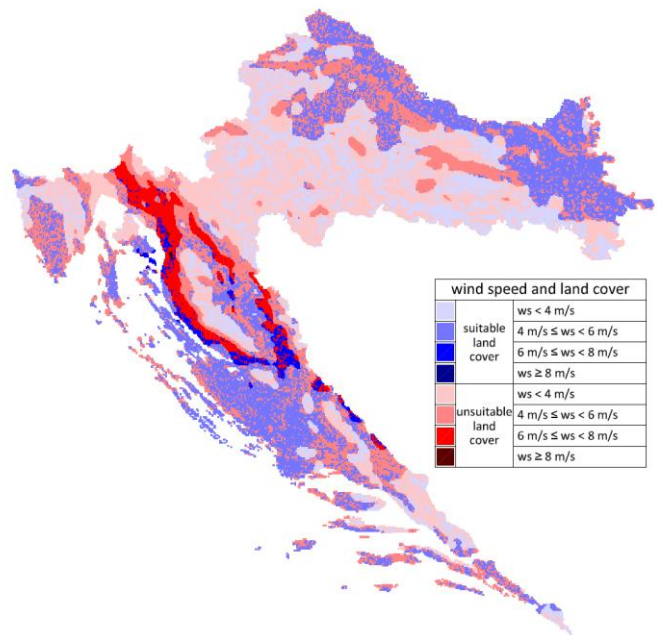 wind speed and land cover
suitable land cover
ws < 4 m/s
4 m/s ≤ ws < 6 m/s
6 m/s ≤ ws < 8 m/s
ws ≥ 8 m/s
unsuitable land cover
ws < 4 m/s
4 m/s ≤ ws < 6 m/s
6 m/s ≤ ws < 8 m/s
ws ≥ 8 m/s